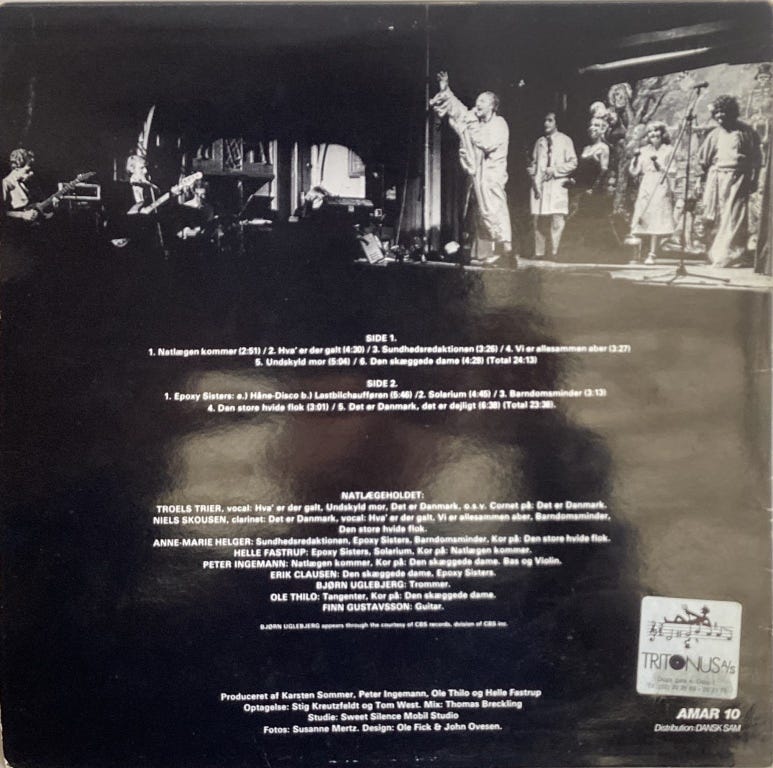 SIDE 1.
1. Natlægen kommer (2:51) / 2. Hva' er der galt (4:30) / 3. Sundhedsredaktionen (3:26) / 4. Vi er allesammen aber (3:27)
5. Undskyld mor (5:04) / 6. Den skæggede dame (4:29) (Total 24:13)
SIDE 2.
1. Epoxy Sisters: a.) Håne-Disco b.) Lastbilchaufføren (5:46) /2. Solarium (4:45) / 3. Barndomsminder (3:13)
4. Den store hvide flok (3:01) / 5. Det er Danmark, det er dejligt (6:38) (Total 23:38).
NATLÆGEHOLDET:
TROELS TRIER, vocal: Hva' er der galt, Undskyld mor, Det er Danmark, o.s.v. Cornet på: Det er Danmark.
NIELS SKOUSEN, clarinet: Det er Danmark, vocal: Hva' er der galt, Vi er allesammen aber, Barndomsminder,
Den store hvide flok.
ANNE-MARIE HELGER: Sundhedsredaktionen, Epoxy Sisters, Barndomsminder, Kor på: Den store hvide flok.
HELLE FASTRUP: Epoxy Sisters, Solarium, Kor på: Natlægen kommer.
PETER INGEMANN: Natlægen kommer, Kor på: Den skæggede dame. Bas og Violin.
ERIK CLAUSEN: Den skæggede dame, Epoxy Sisters.
BJØRN UGLEBJERG: Trommer.
OLE THILO: Tangenter, Kor på: Den skæggede dame.
FINN GUSTAVSSON: Guitar.
BJØRN UGLEBJERG appears through the courtesy of CBS records, division of CBS inc.
TRITONUS A/S
Produceret af Karsten Sommer, Peter Ingemann, Ole Thilo og Helle Fastrup
Optagelse: Stig Kreutzfeldt og Tom West. Mix: Thomas Breckling
Studie: Sweet Silence Mobil Studio
Fotos: Susanne Mertz. Design: Ole Fick & John Ovesen.
AMAR 10
Distribution: DANSK SAM